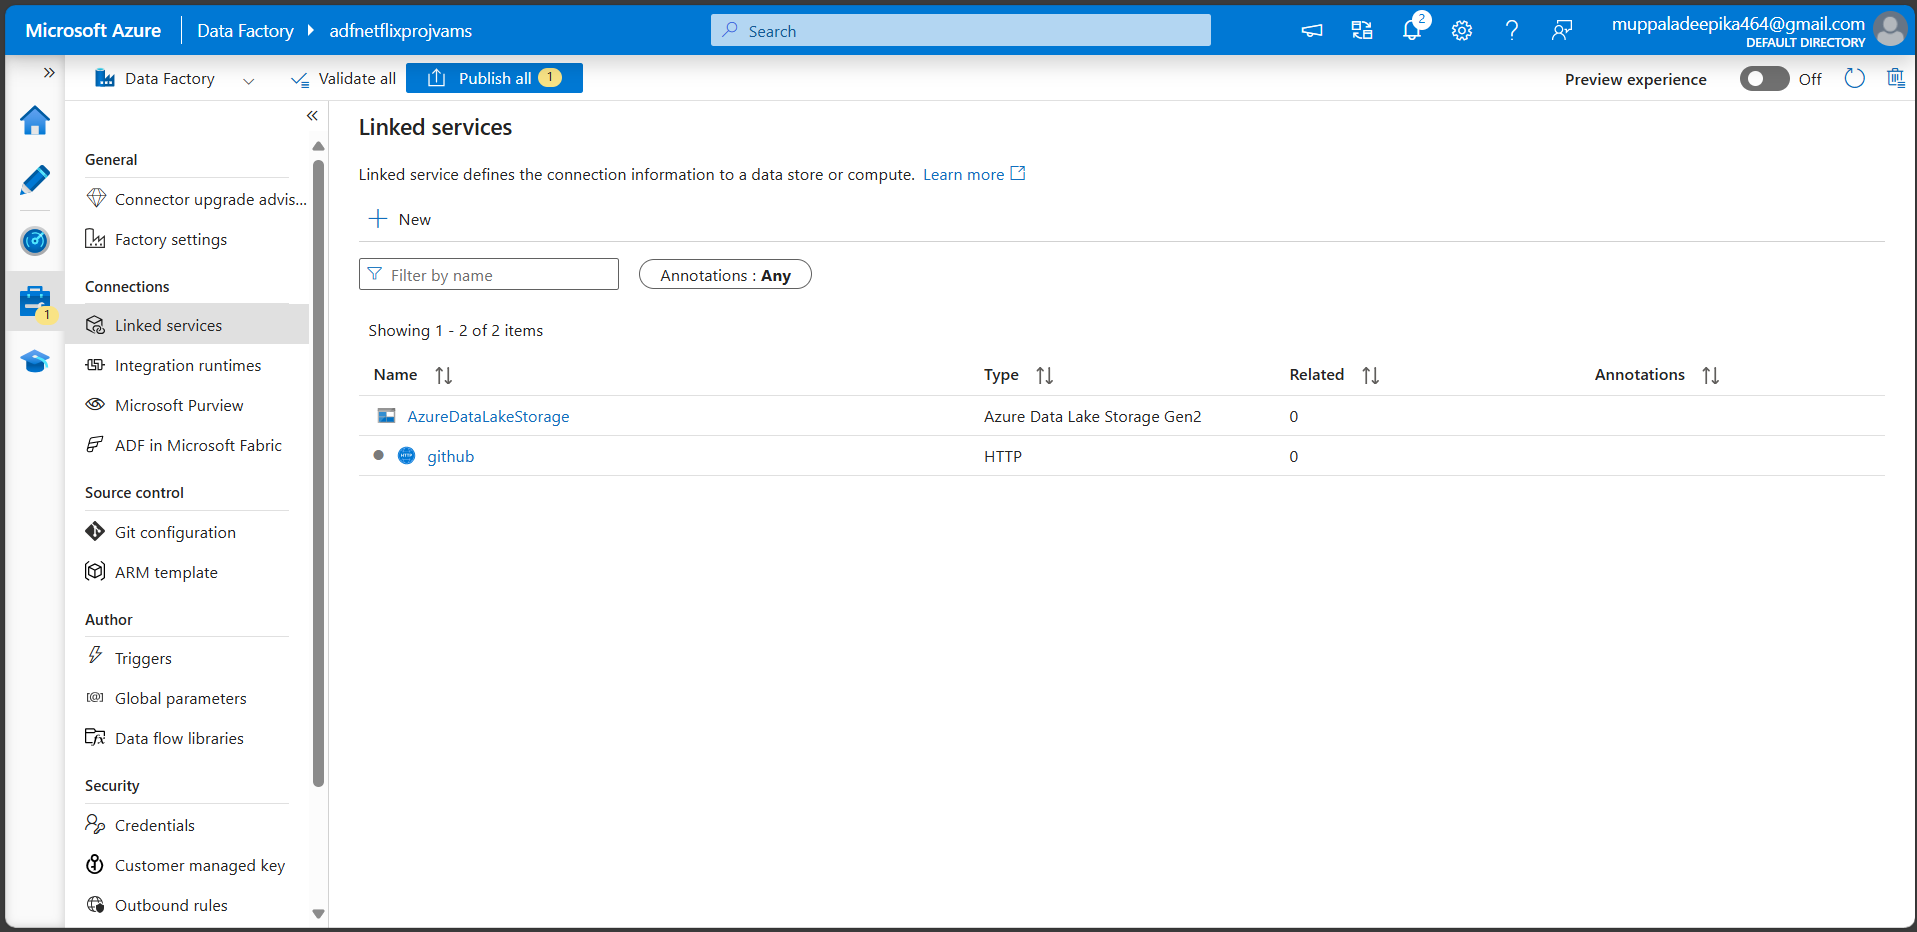 Microsoft Azure
Data Factory
adfnetflixprojvams
Search
2
muppaladeepika464@gmail.com
DEFAULT DIRECTORY
Data Factory
Validate all
Publish all 1
Preview experience
Off
1
General
Connector upgrade advis...
Factory settings
Connections
Linked services
Integration runtimes
Microsoft Purview
ADF in Microsoft Fabric
Source control
Git configuration
ARM template
Author
Triggers
Global parameters
Data flow libraries
Security
Credentials
Customer managed key
Outbound rules
Linked services
Linked service defines the connection information to a data store or compute. Learn more
New
Filter by name
Annotations : Any
Showing 1 - 2 of 2 items
Name Type Related Annotations
AzureDataLakeStorage Azure Data Lake Storage Gen2 0
HTTP github HTTP 0